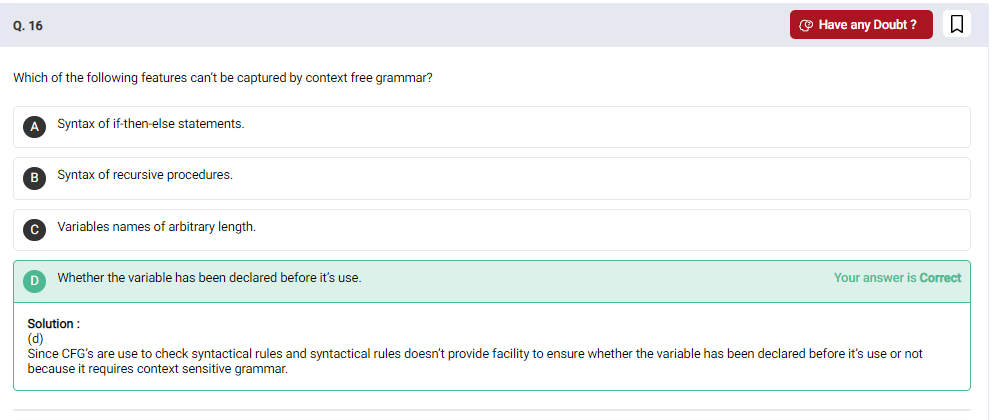 Q. 16
Have any Doubt ?
Which of the following features can't be captured by context free grammar?
A
Syntax of if-then-else statements.
B
Syntax of recursive procedures.
C
Variables names of arbitrary length.
D
Whether the variable has been declared before it's use.
Your answer is Correct
Solution :
(d)
Since CFG's are use to check syntactical rules and syntactical rules doesn't provide facility to ensure whether the variable has been declared before it's use or not
because it requires context sensitive grammar.